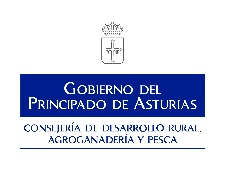 GOBIERNO DEL
PRINCIPADO DE ASTURIAS
CONSEJERÍA DE DESARROLLO RURAL,
AGROGANADERÍA Y PESCA